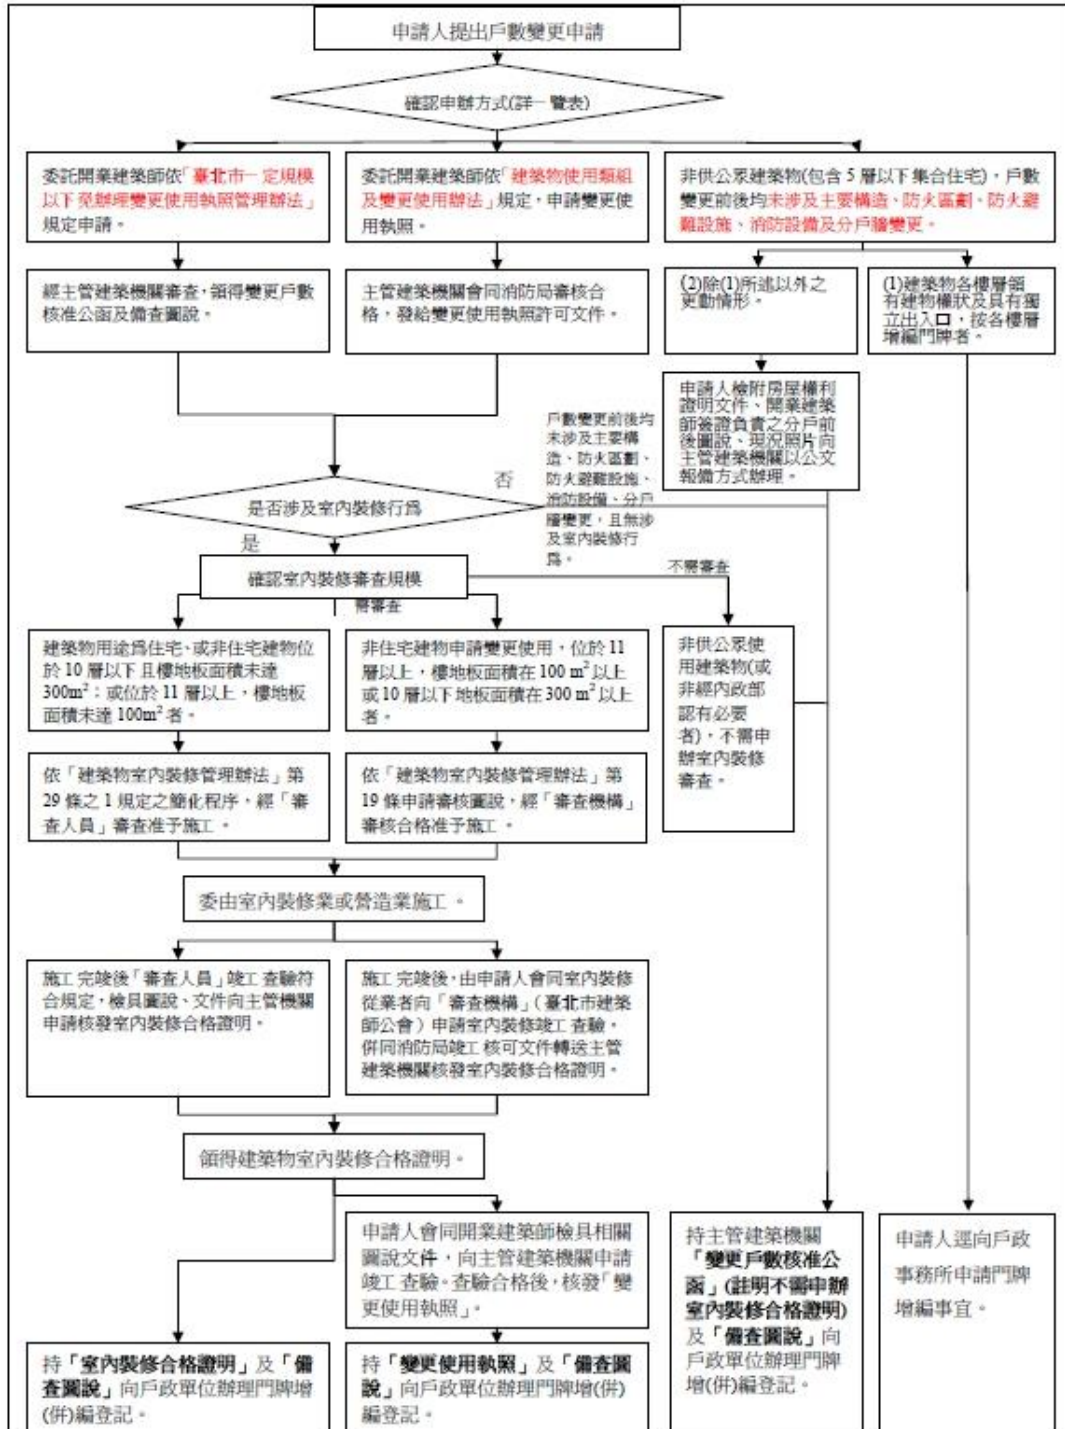 申請人提出戶數變更申請
確認申辦方式(詳一覽表)
委託開業建築師依「臺北市一定規模
以下免辦理變更使用執照管理辦法」
規定申請。
委託開業建築師依「建築物使用類組
及變更使用辦法」規定，申請變更使
用執照。
非供公眾建築物(包含 5 層以下集合住宅)，戶數
變更前後均未涉及主要構造、防火區劃、防火避
難設施、消防設備及分戶牆變更。
經主管建築機關審查，領得變更戶數
核准公函及備查圖說。
主管建築機關會同消防局審核合
格，發給變更使用執照許可文件。
(2)除(1)所述以外之
更動情形。
(1)建築物各樓層領
有建物權狀及具有獨
立出入口，按各樓層
增編門牌者。
申請人檢附房屋權利
證明文件、開業建築
師簽證負責之分戶前
後圖說、現況照片向
主管建築機關以公文
報備方式辦理。
戶數變更前後均
未涉及主要構
造、防火區劃、
防火避難設施、
消防設備、分戶
牆變更，且無涉
及室內裝修行
為。
否
是否涉及室內裝修行為
是
確認室內裝修審查規模
不需審查
需審查
建築物用途為住宅、或非住宅建物位
於 10 層以下且樓地板面積未達
300m²；或位於 11 層以上，樓地板
面積未達 100m² 者。
非住宅建物申請變更使用，位於 11
層以上，樓地板面積在 100 m² 以上
或 10 層以下地板面積在 300 m² 以上
者。
非供公眾使
用建築物(或
非經內政部
認有必要
者)，不需申
辦室內裝修
審查。
依「建築物室內裝修管理辦法」第
29 條之 1 規定之簡化程序，經「審
查人員」審查准予施工。
依「建築物室內裝修管理辦法」第
19 條申請審核圖說，經「審查機構」
審核合格准予施工。
委由室內裝修業或營造業施工。
施工完竣後「審查人員」竣工查驗符
合規定，檢具圖說、文件向主管機關
申請核發室內裝修合格證明。
施工完竣後，由申請人會同室內裝修
從業者向「審查機構」(臺北市建築
師公會）申請室內裝修竣工查驗，
併同消防局竣工核可文件轉送主管
建築機關核發室內裝修合格證明。
領得建築物室內裝修合格證明。
申請人會同開業建築師檢具相關
圖說文件，向主管建築機關申請
竣工查驗。查驗合格後，核發「變
更使用執照」。
持主管建築機關
「變更戶數核准公
函」(註明不需申辦
室內裝修合格證明)
及「備查圖說」向
戶政單位辦理門牌
增(併)編登記。
申請人逕向戶政
事務所申請門牌
增編事宜。
持「室內裝修合格證明」及「備
查圖說」向戶政單位辦理門牌增
(併)編登記。
持「變更使用執照」及「備查圖
說」向戶政單位辦理門牌增(併)
編登記。